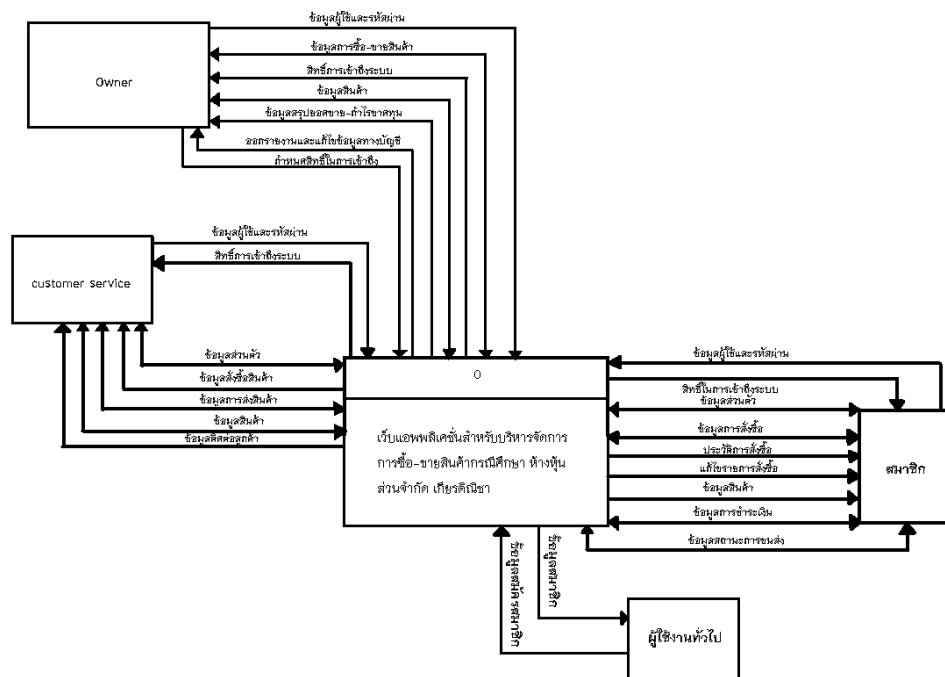 ข้อมูลผู้ใช้และรหัสผ่าน
ข้อมูลการซื้อ-ขายสินค้า
สิทธิ์การเข้าถึงระบบ
Owner
ข้อมูลสินค้า
ข้อมูลสรุปยอดขาย-กำไรขาดทุน
ออกรายงานและแก้ไขข้อมูลทางบัญชี
กำหนดสิทธิ์ในการเข้าถึง
ข้อมูลผู้ใช้และรหัสผ่าน
สิทธิ์การเข้าถึงระบบ
customer service
ข้อมูลส่วนตัว
ข้อมูลสั่งซื้อสินค้า
ข้อมูลการส่งสินค้า
ข้อมูลสินค้า
ข้อมูลติดต่อลูกค้า
0
เว็บแอพพลิเคชั่นสำหรับบริหารจัดการ
การซื้อ-ขายสินค้ากรณีศึกษา ห้างหุ้น
ส่วนจำกัด เกียรติณิชา
ข้อมูลผู้ใช้และรหัสผ่าน
สิทธิในการเข้าถึงระบบ
ข้อมูลส่วนตัว
ข้อมูลการสั่งซื้อ
ประวัติการสั่งซื้อ
แก้ไขรายการสั่งซื้อ
ข้อมูลสินค้า
ข้อมูลการชำระเงิน
ข้อมูลสถานะการขนส่ง
สมาชิก
ข้อมูลสมัครสมาชิก
ข้อมูลสมาชิก
ผู้ใช้งานทั่วไป